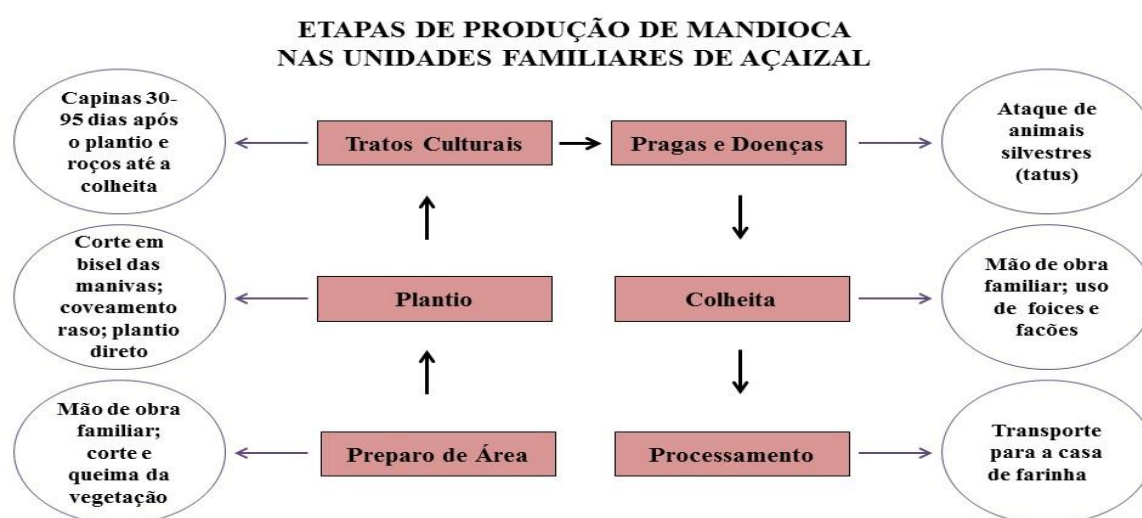 ETAPAS DE PRODUÇÃO DE MANDIOCA
NAS UNIDADES FAMILIARES DE AÇAIZAL
Capinas 30-
95 dias após
o plantio e
roços até a
colheita
Tratos Culturais
Pragas e Doenças
Ataque de
animais
silvestres
(tatus)
Corte em
bisel das
manivas;
coveamento
raso; plantio
direto
Plantio
Colheita
Mão de obra
familiar; uso
de foices e
facões
Mão de obra
familiar;
corte e
queima da
vegetação
Preparo de Área
Processamento
Transporte
para a casa
de farinha